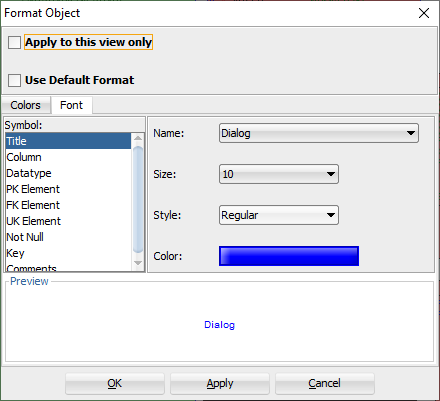 Format Object
Apply to this view only
Use Default Format
Colors Font
Symbol:
Title
Column
Datatype
PK Element
FK Element
UK Element
Not Null
Key
Comments
Name: Dialog
Size: 10
Style: Regular
Color:
Preview
Dialog
OK Apply Cancel